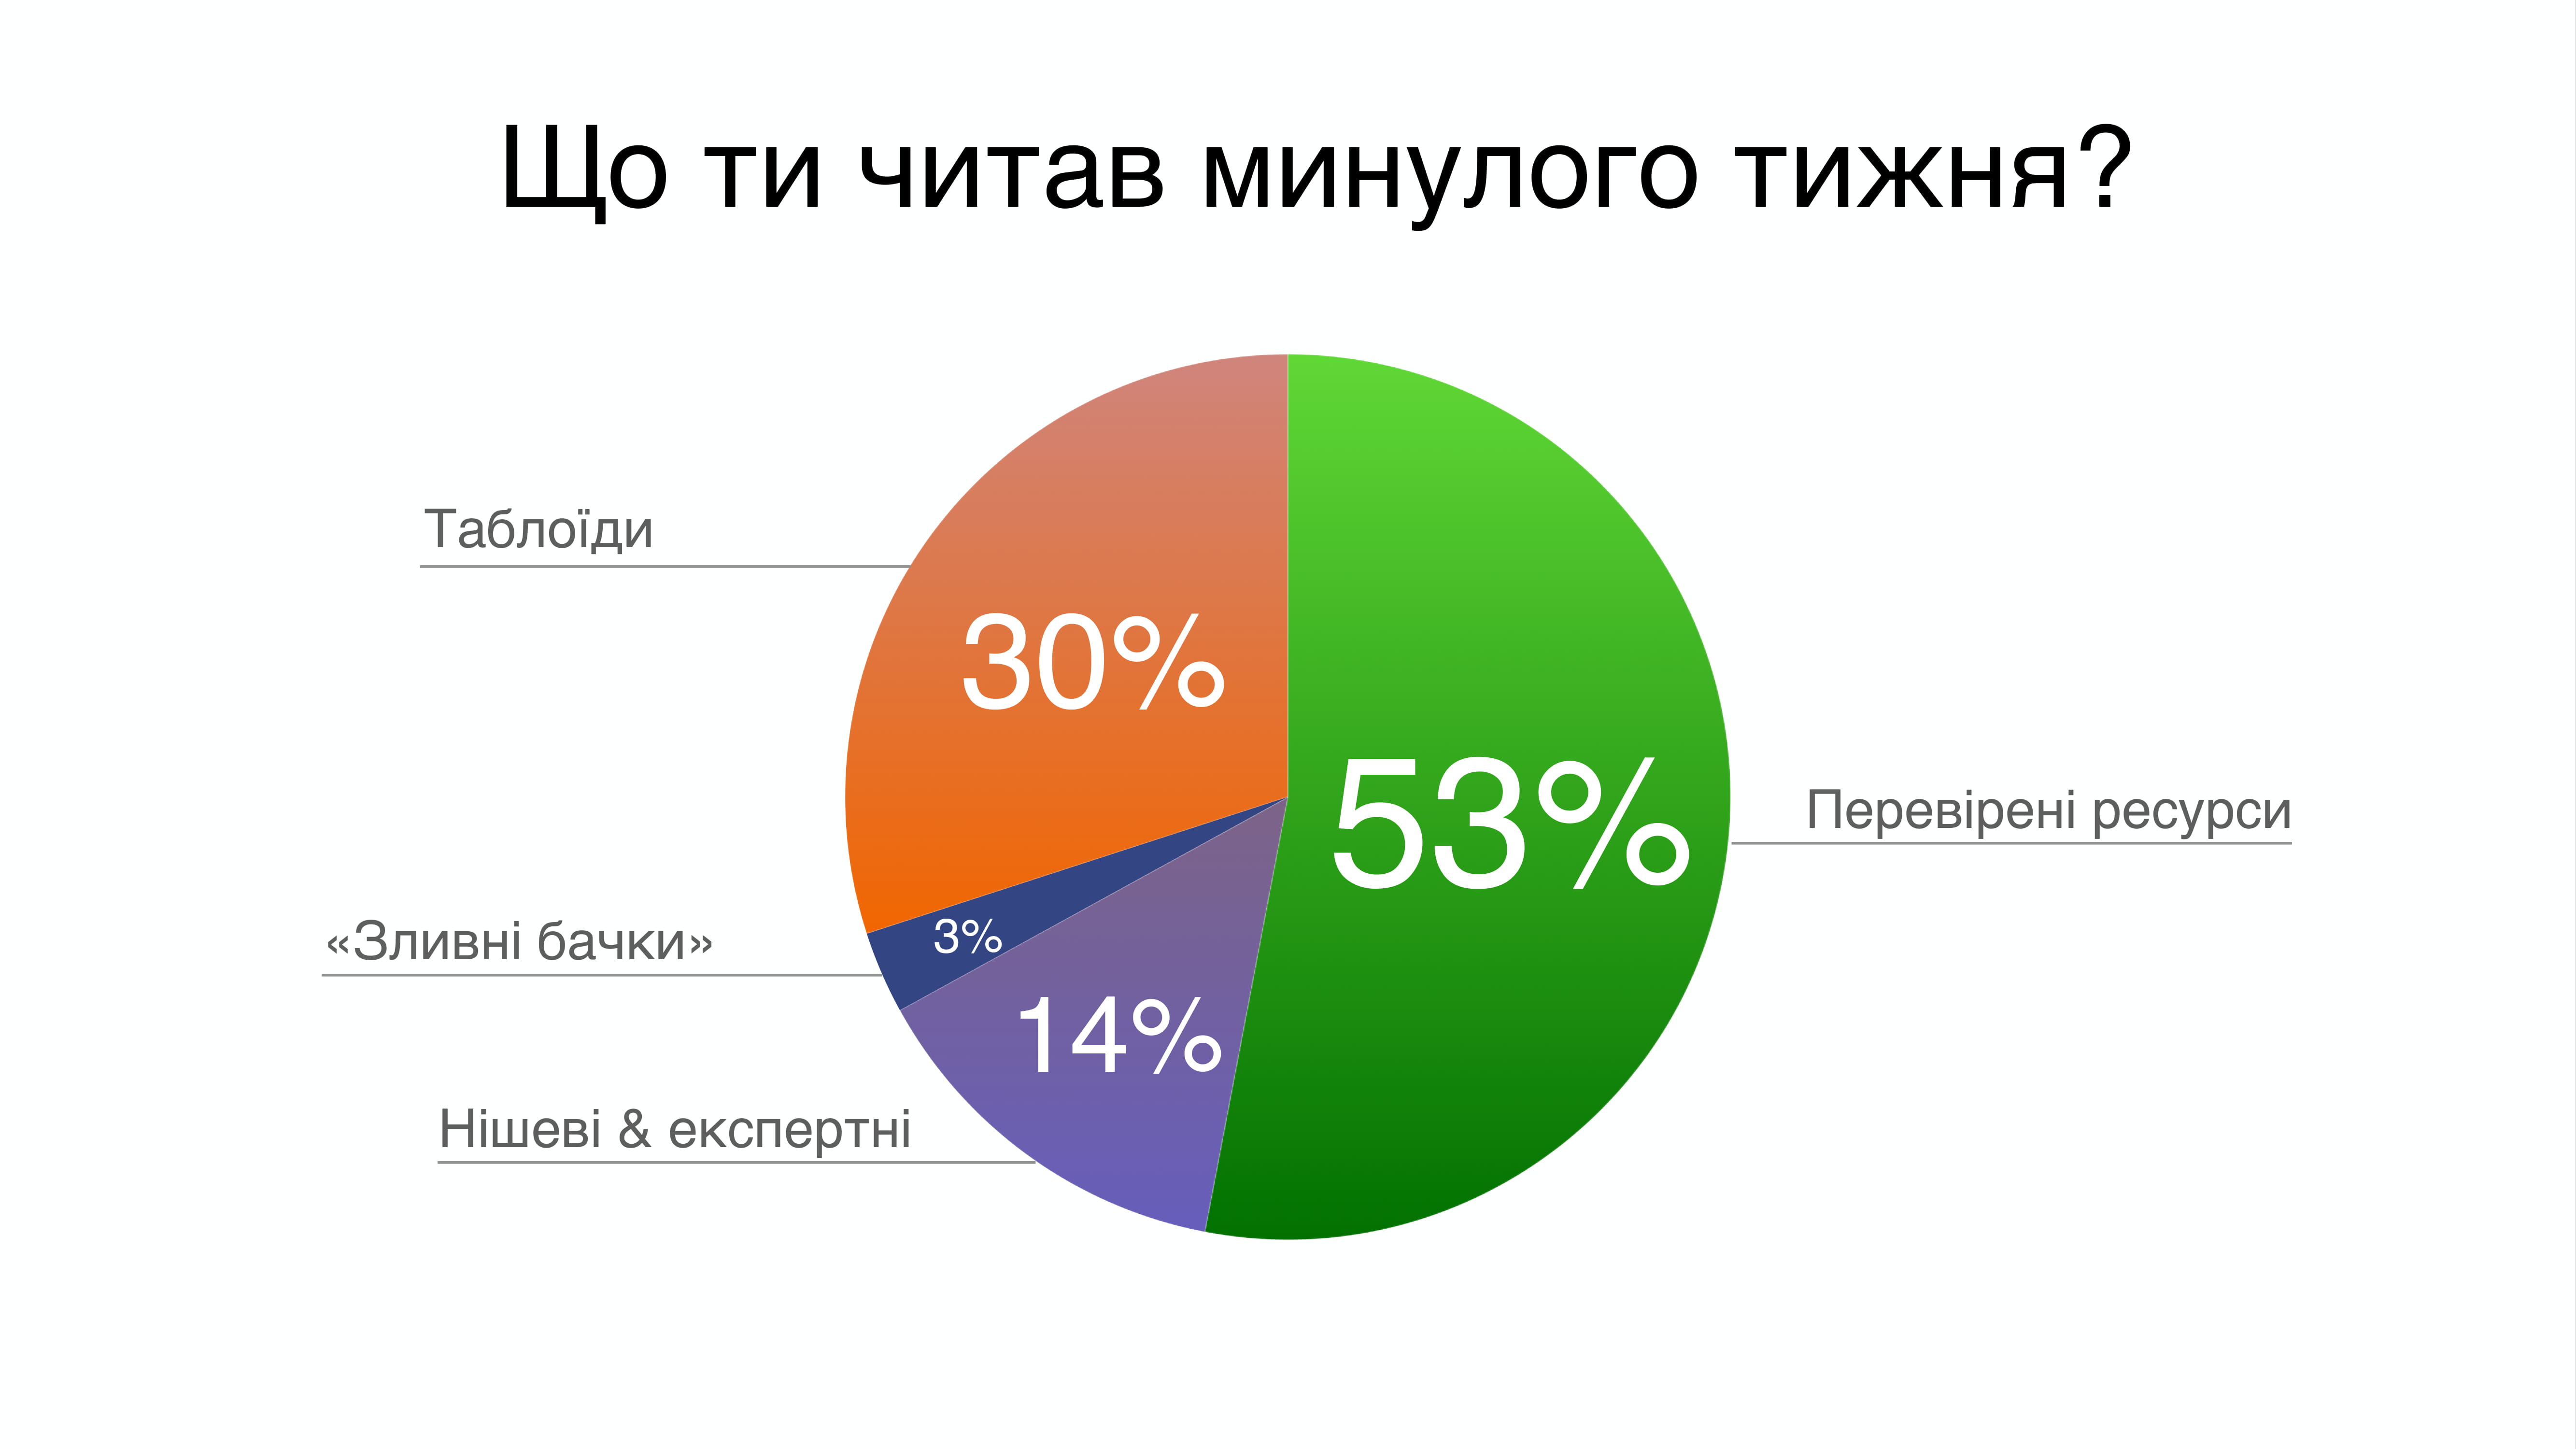 Що ти читав минулого тижня?
Таблоїди
30%
53%
Перевірені ресурси
«Зливні бачки»
3%
14%
Нішеві & експертні